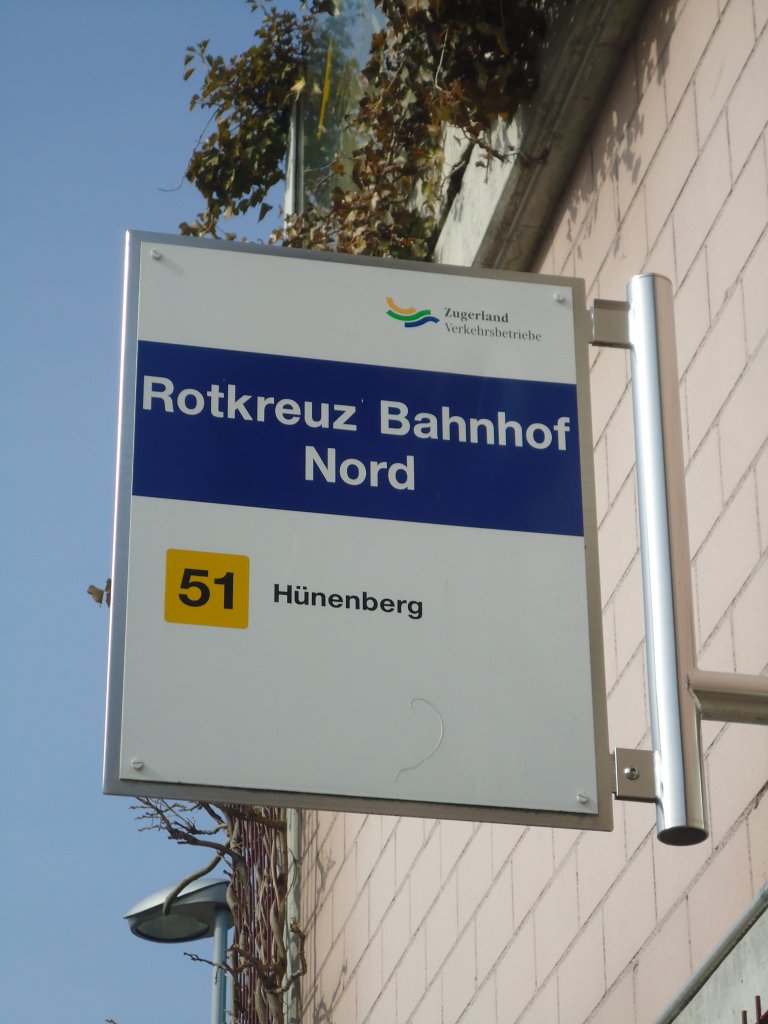 Zugerland
Verkehrsbetriebe
Rotkreuz Bahnhof
Nord
51 Hünenberg